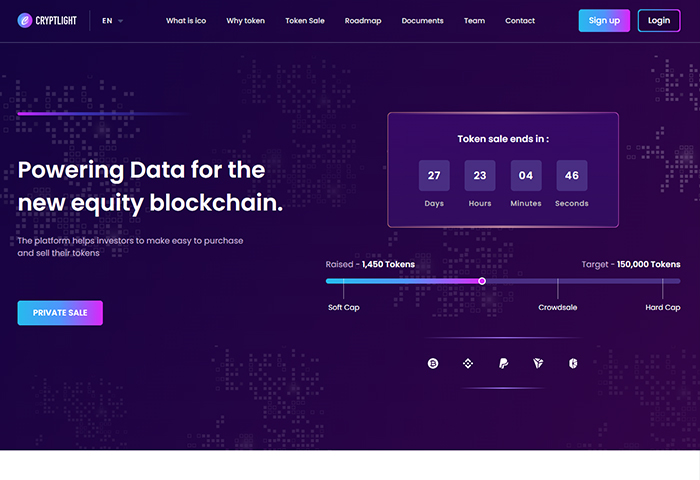 CRYPTLIGHT
EN
What is ico
Why token
Token Sale
Roadmap
Documents
Team
Contact
Sign up
Login
Powering Data for the
new equity blockchain.
The platform helps investors to make easy to purchase
and sell their tokens
PRIVATE SALE
Token sale ends in :
27 23 04 46
Days Hours Minutes Seconds
Raised - 1,450 Tokens
Target - 150,000 Tokens
Soft Cap
Crowdsale
Hard Cap